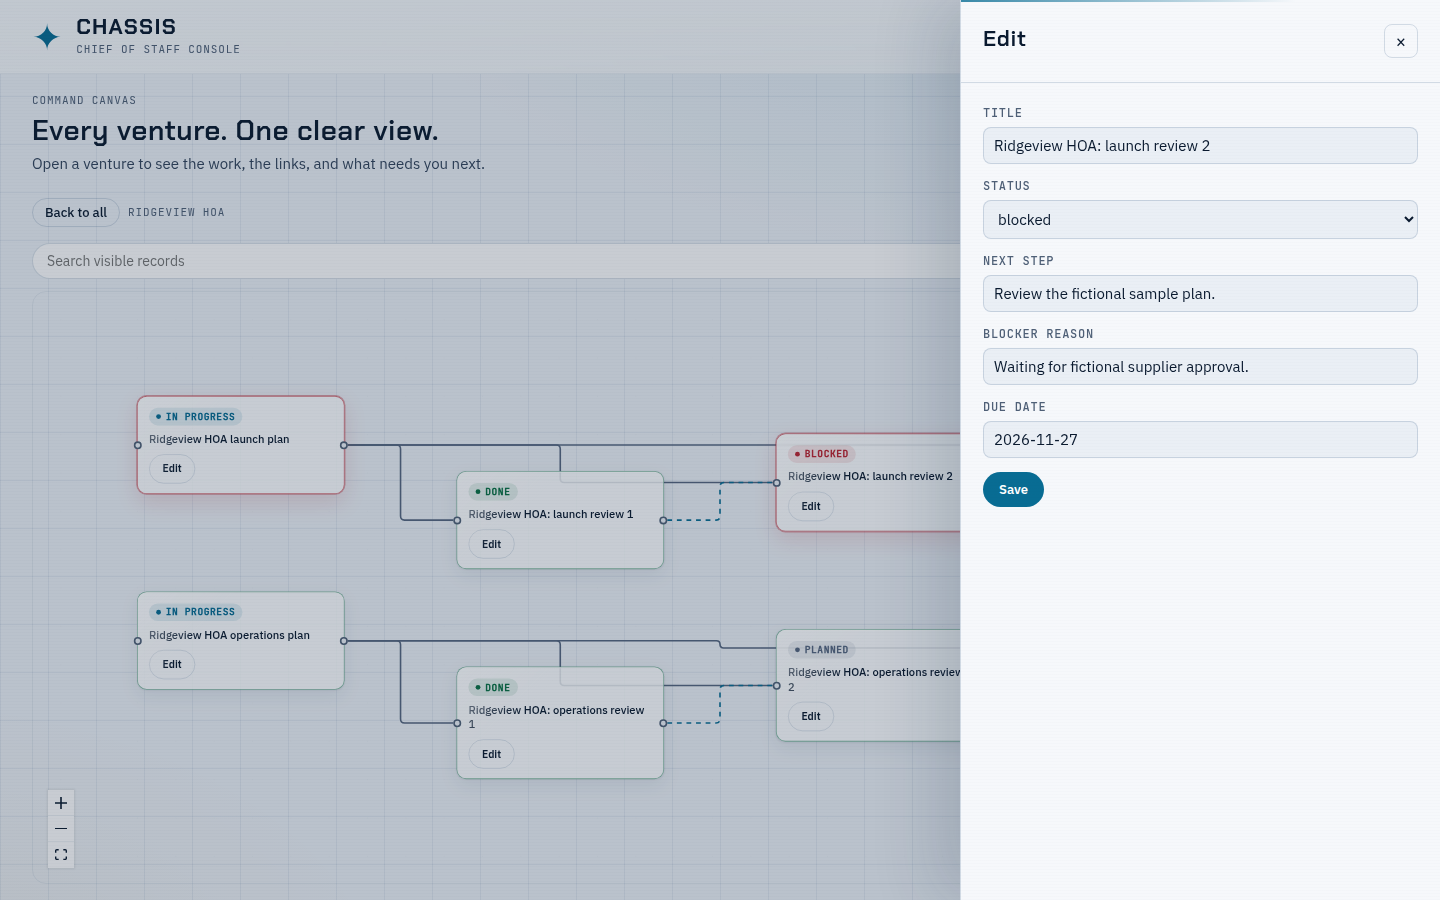 CHASSIS
CHIEF OF STAFF CONSOLE
COMMAND CANVAS
Every venture. One clear view.
Open a venture to see the work, the links, and what needs you next.
Back to all
RIDGEVIEW HOA
Search visible records
IN PROGRESS
Ridgeview HOA launch plan
Edit
DONE
Ridgeview HOA: launch review 1
Edit
BLOCKED
Ridgeview HOA: launch review 2
Edit
IN PROGRESS
Ridgeview HOA operations plan
Edit
DONE
Ridgeview HOA: operations review
1
Edit
PLANNED
Ridgeview HOA: operations review
2
Edit
Edit
×
TITLE
Ridgeview HOA: launch review 2
STATUS
blocked
NEXT STEP
Review the fictional sample plan.
BLOCKER REASON
Waiting for fictional supplier approval.
DUE DATE
2026-11-27
Save